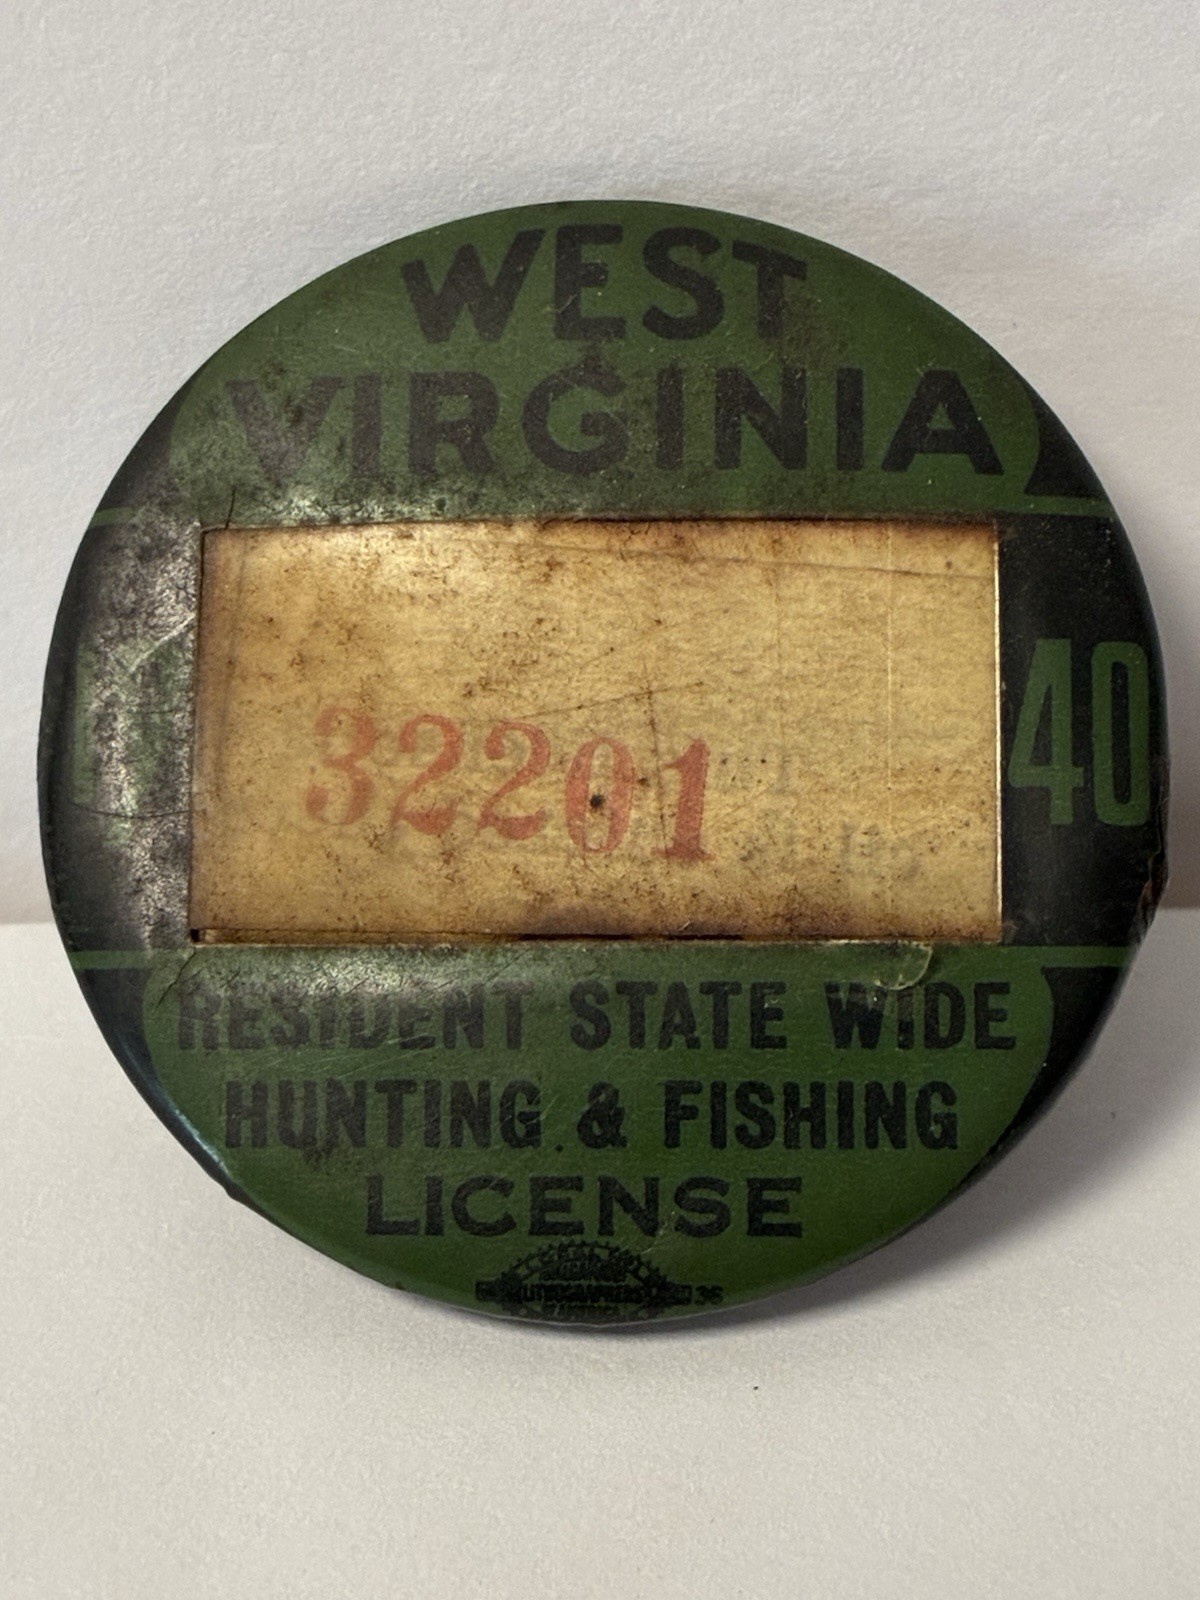 WEST
VIRGINIA
32201
40
RESIDENT STATE WIDE
HUNTING & FISHING
LICENSE